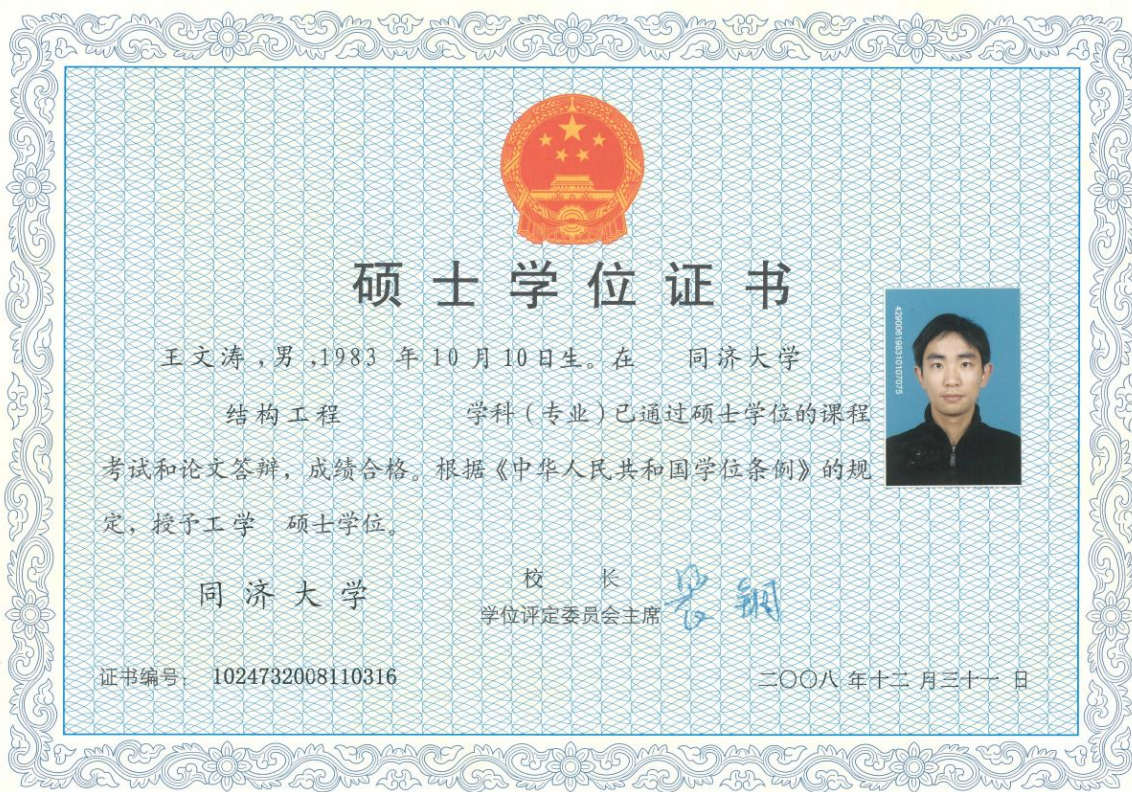 硕士学位证书
王文涛,男,1983 年 10 月 10 日生。在 同济大学
结构工程 学科(专业)已通过硕士学位的课程
考试和论文答辩,成绩合格。根据《中华人民共和国学位条例》的规
定,授予工学 硕士学位。
429006198310107075
同济大学
校 长
学位评定委员会主席
证书编号: 1024732008110316
二〇〇八 年十二 月三十一 日